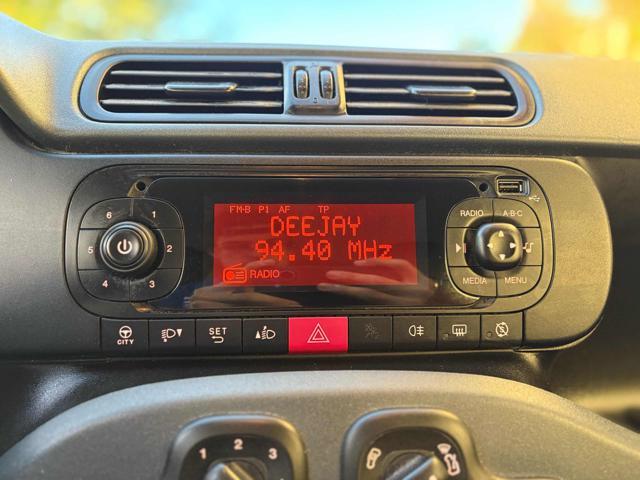 FM-B P1 AF TP
DEEJAY
94.40 MHz
RADIO
6 1
5 2
4 3
RADIO A·B·C
MEDIA MENU
CITY
SET
1 2 3